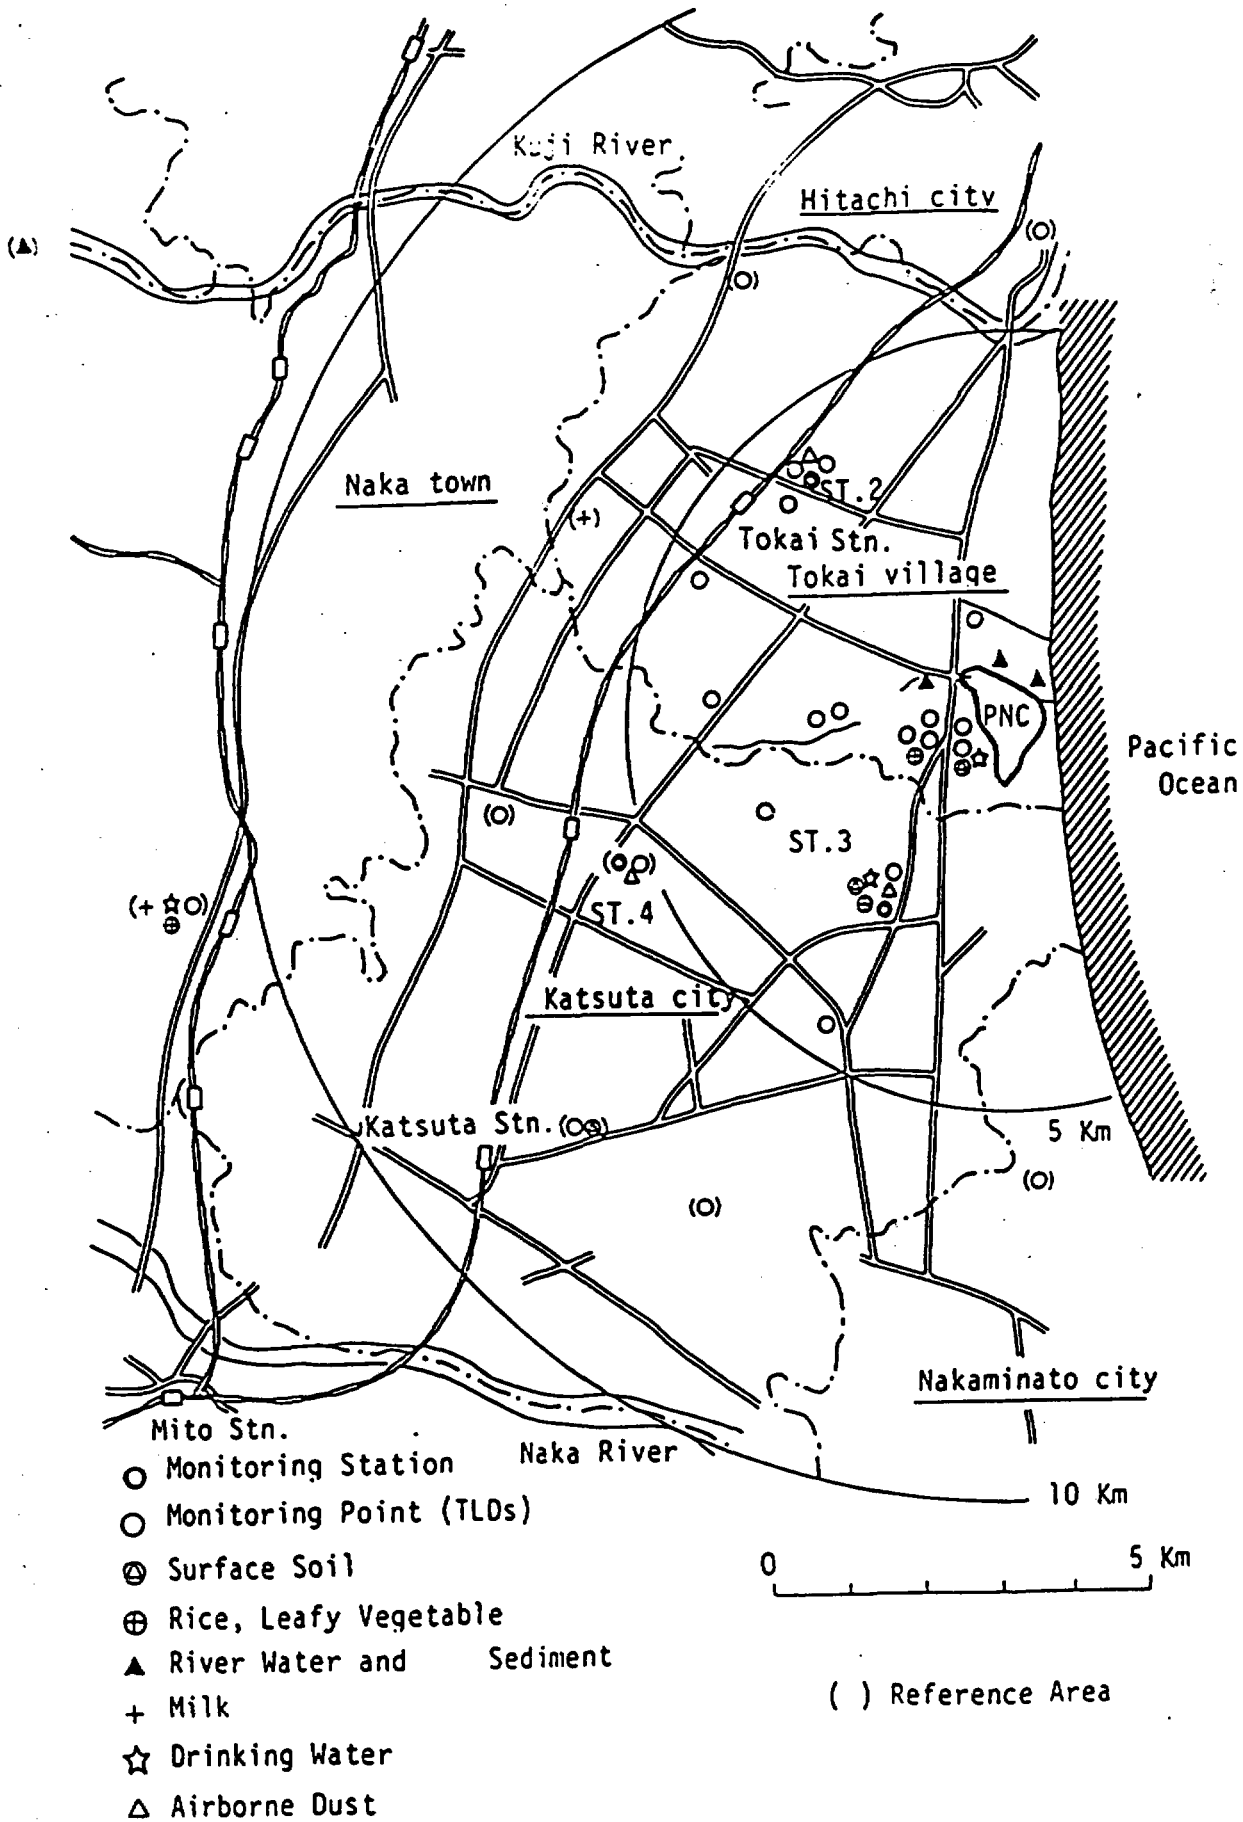 Kuji River
Hitachi city
Naka town
ST.2
Tokai Stn.
Tokai village
PNC
Pacific
Ocean
ST.3
ST.4
Katsuta city
Katsuta Stn.
5 Km
Nakaminato city
Mito Stn.
Naka River
10 Km
Monitoring Station
Monitoring Point (TLDs)
Surface Soil
Rice, Leafy Vegetable
River Water and Sediment
Milk
Drinking Water
Airborne Dust
0 5 Km
( ) Reference Area